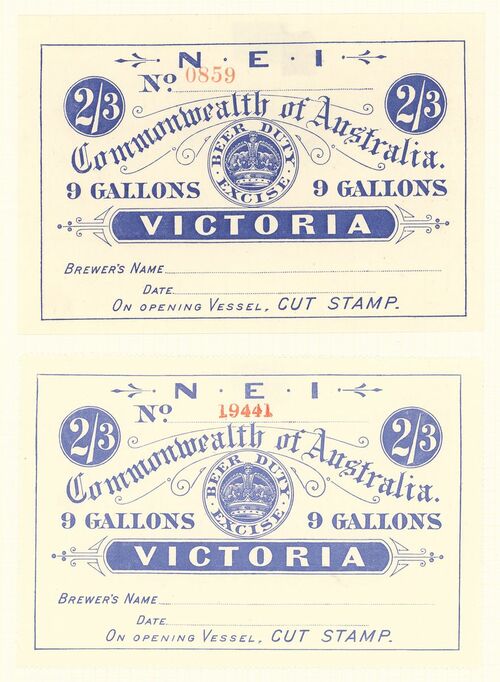 N · E · I
No. 0859
2/3 2/3
Commonwealth of Australia.
BEER DUTY
EXCISE
9 GALLONS 9 GALLONS
VICTORIA
BREWER'S NAME
DATE
ON OPENING VESSEL, CUT STAMP.
N · E · I
No. 19441
2/3 2/3
Commonwealth of Australia.
BEER DUTY
EXCISE
9 GALLONS 9 GALLONS
VICTORIA
BREWER'S NAME
DATE
ON OPENING VESSEL, CUT STAMP.